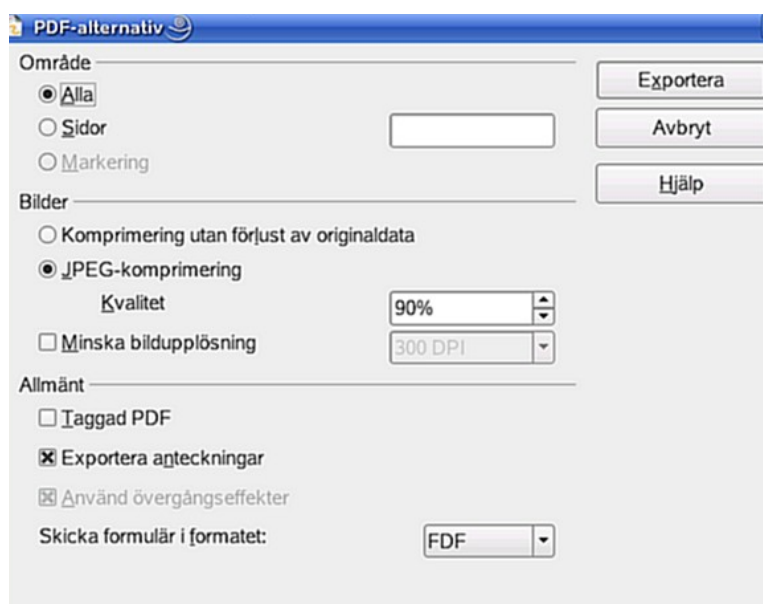 PDF-alternativ
Område
Alla
Sidor
Markering
Exportera
Avbryt
Hjälp
Bilder
Komprimering utan förlust av originaldata
JPEG-komprimering
Kvalitet 90%
Minska bildupplösning 300 DPI
Allmänt
Taggad PDF
Exportera anteckningar
Använd övergångseffekter
Skicka formulär i formatet: FDF